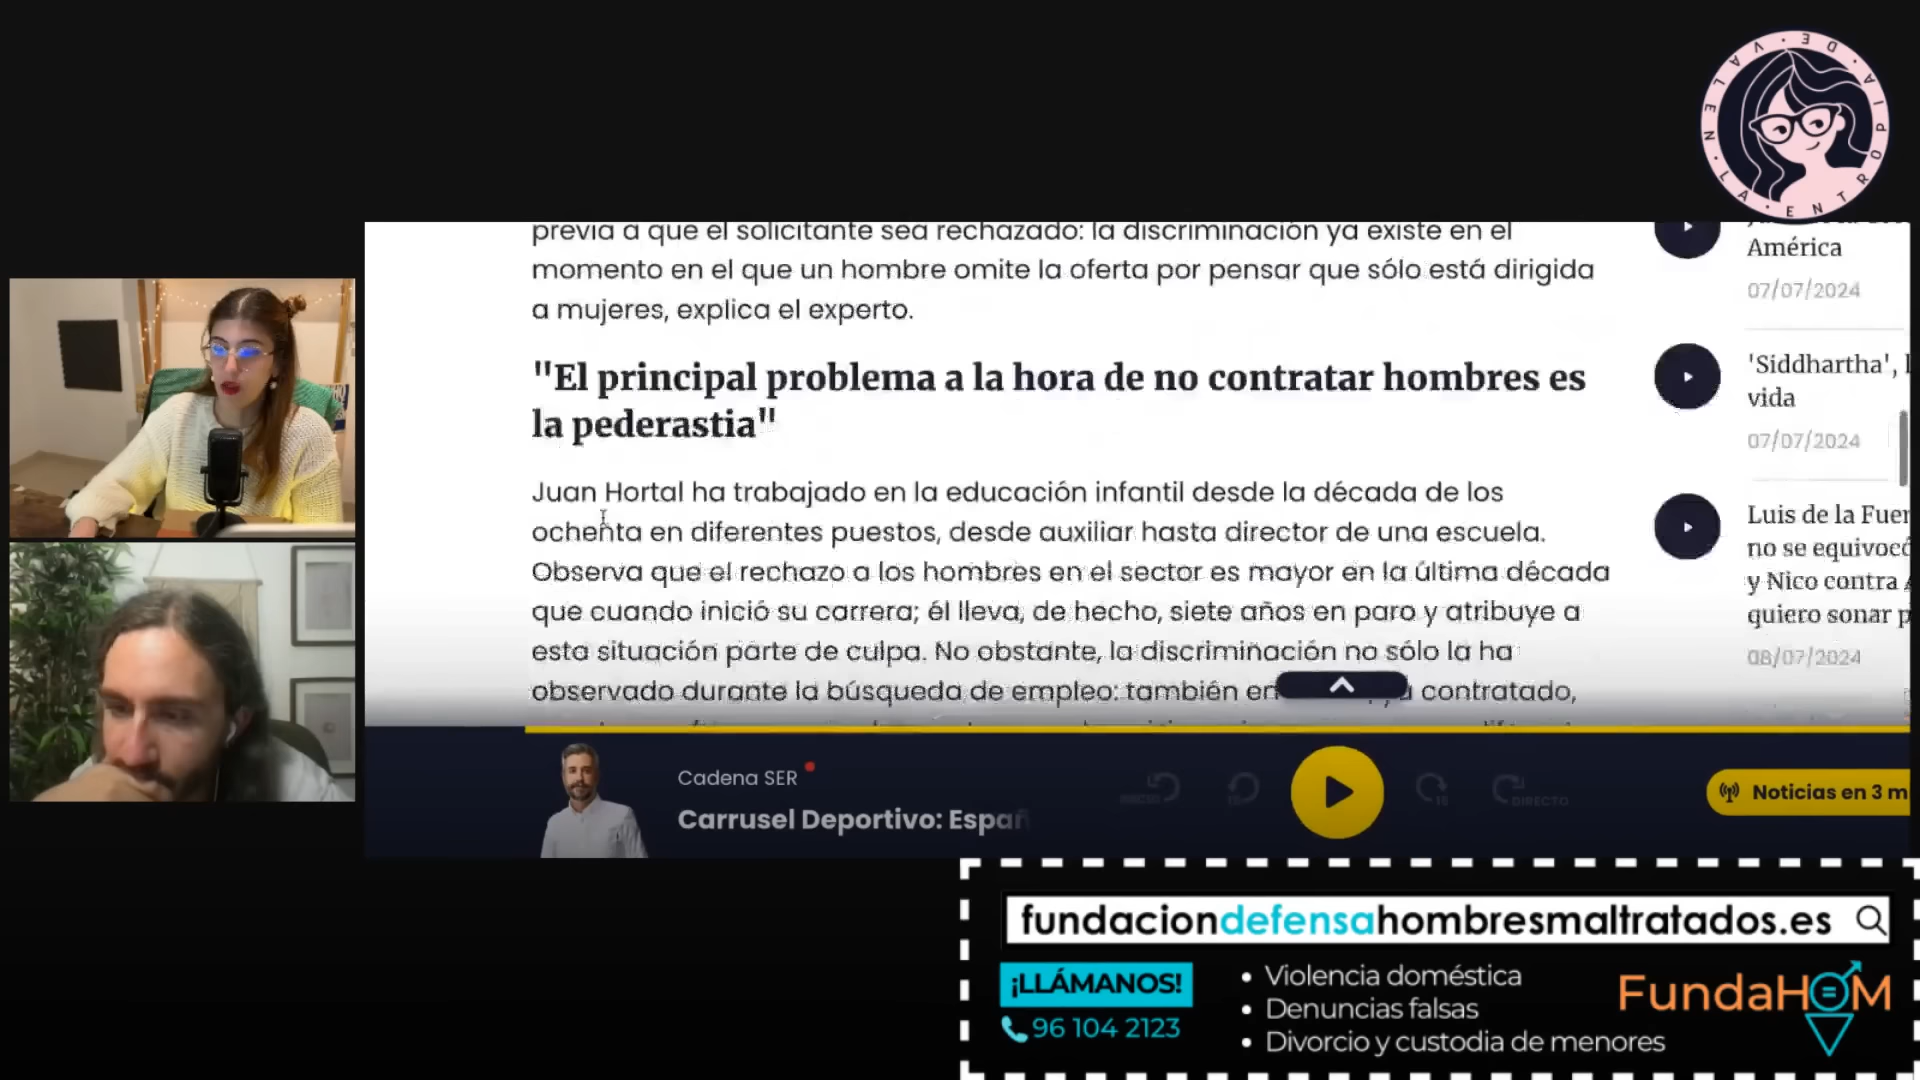 LA ENTROPIA DE VALEN
previa a que el solicitante sea rechazado: la discriminación ya existe en el
momento en el que un hombre omite la oferta por pensar que sólo está dirigida
a mujeres, explica el experto.
"El principal problema a la hora de no contratar hombres es
la pederastia"
Juan Hortal ha trabajado en la educación infantil desde la década de los
ochenta en diferentes puestos, desde auxiliar hasta director de una escuela.
Observa que el rechazo a los hombres en el sector es mayor en la última década
que cuando inició su carrera; él lleva, de hecho, siete años en paro y atribuye a
esta situación parte de culpa. No obstante, la discriminación no sólo la ha
observado durante la búsqueda de empleo: también en contratado,
América
07/07/2024
'Siddhartha',
vida
07/07/2024
Luis de la Fuer
no se equivocó
y Nico contra
quiero sonar p
08/07/2024
Cadena SER
Carrusel Deportivo: Españ
DIRECTO
Noticias en 3 m
fundaciondefensahombresmaltratados.es
¡LLÁMANOS!
96 104 2123
• Violencia doméstica
• Denuncias falsas
• Divorcio y custodia de menores
FundaHOM